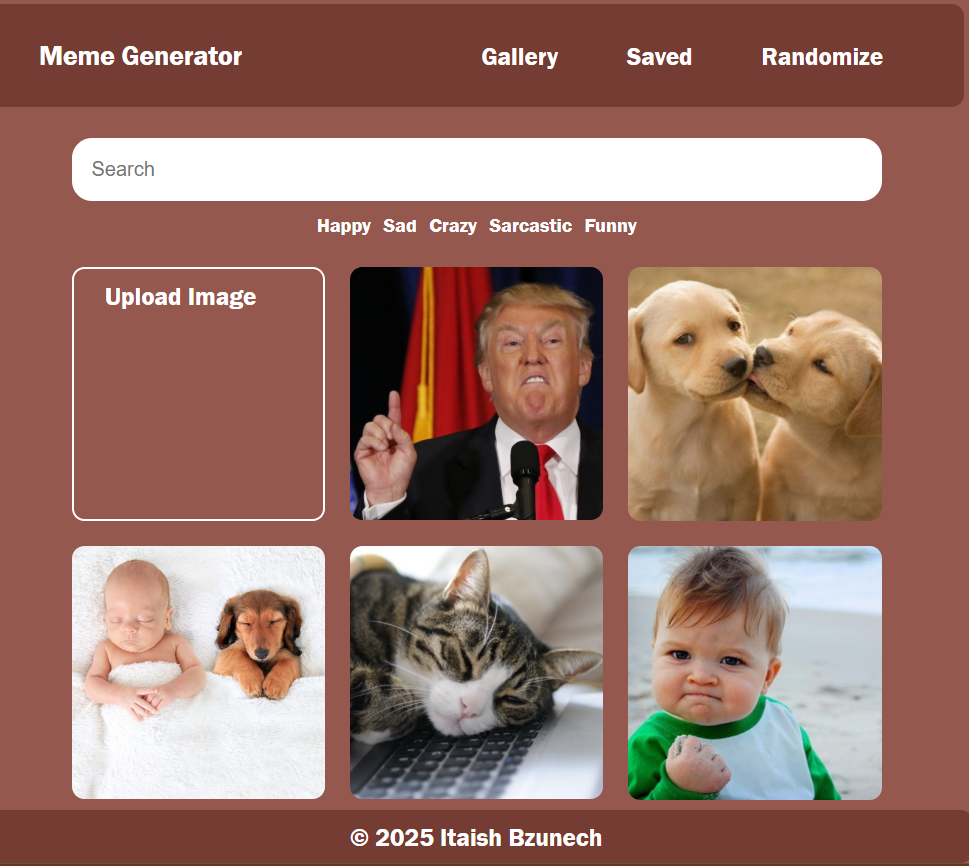 Meme Generator Gallery Saved Randomize
Search
Happy Sad Crazy Sarcastic Funny
Upload Image
© 2025 Itaish Bzunech